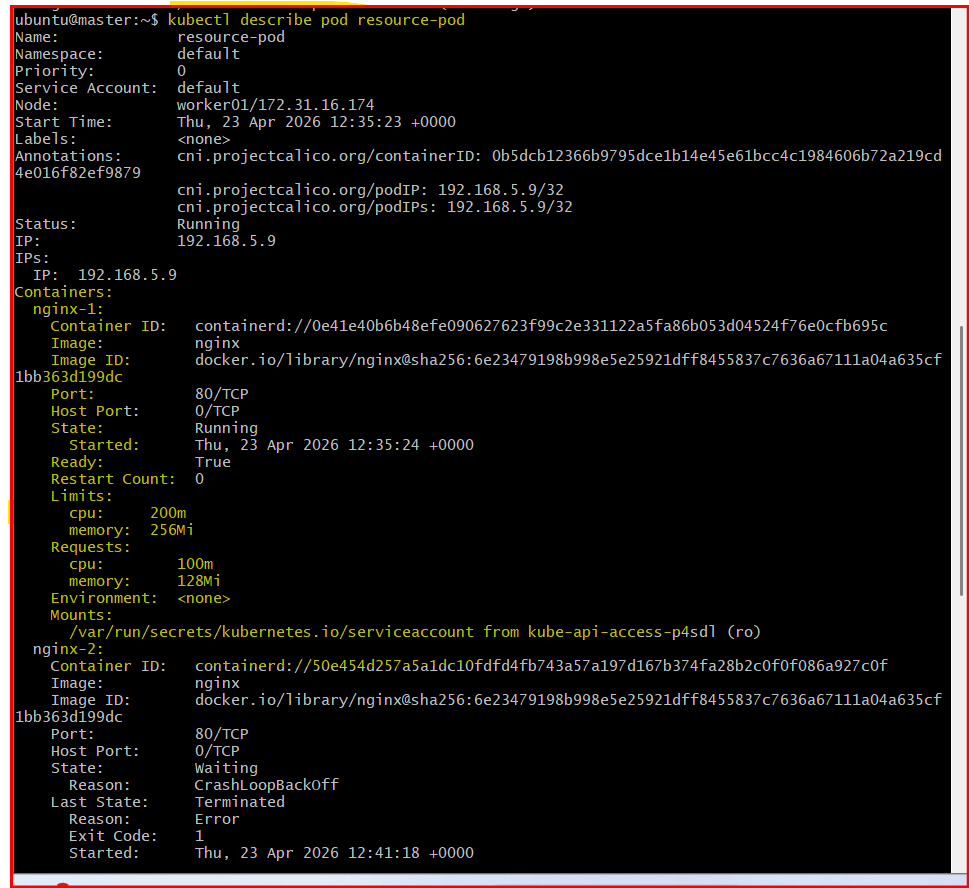 ubuntu@master:~$ kubectl describe pod resource-pod
Name:             resource-pod
Namespace:        default
Priority:         0
Service Account:  default
Node:             worker01/172.31.16.174
Start Time:       Thu, 23 Apr 2026 12:35:23 +0000
Labels:           <none>
Annotations:      cni.projectcalico.org/containerID: 0b5dcb12366b9795dce1b14e45e61bcc4c1984606b72a219cd
4e016f82ef9879
                  cni.projectcalico.org/podIP: 192.168.5.9/32
                  cni.projectcalico.org/podIPs: 192.168.5.9/32
Status:           Running
IP:               192.168.5.9
IPs:
  IP:  192.168.5.9
Containers:
  nginx-1:
    Container ID:   containerd://0e41e40b6b48efe090627623f99c2e331122a5fa86b053d04524f76e0cfb695c
    Image:          nginx
    Image ID:       docker.io/library/nginx@sha256:6e23479198b998e5e25921dff8455837c7636a67111a04a635cf
1bb363d199dc
    Port:           80/TCP
    Host Port:      0/TCP
    State:          Running
      Started:      Thu, 23 Apr 2026 12:35:24 +0000
    Ready:          True
    Restart Count:  0
    Limits:
      cpu:     200m
      memory:  256Mi
    Requests:
      cpu:        100m
      memory:     128Mi
    Environment:  <none>
    Mounts:
      /var/run/secrets/kubernetes.io/serviceaccount from kube-api-access-p4sdl (ro)
  nginx-2:
    Container ID:   containerd://50e454d257a5a1dc10fdfd4fb743a57a197d167b374fa28b2c0f0f086a927c0f
    Image:          nginx
    Image ID:       docker.io/library/nginx@sha256:6e23479198b998e5e25921dff8455837c7636a67111a04a635cf
1bb363d199dc
    Port:           80/TCP
    Host Port:      0/TCP
    State:          Waiting
      Reason:       CrashLoopBackOff
    Last State:     Terminated
      Reason:       Error
      Exit Code:    1
      Started:      Thu, 23 Apr 2026 12:41:18 +0000